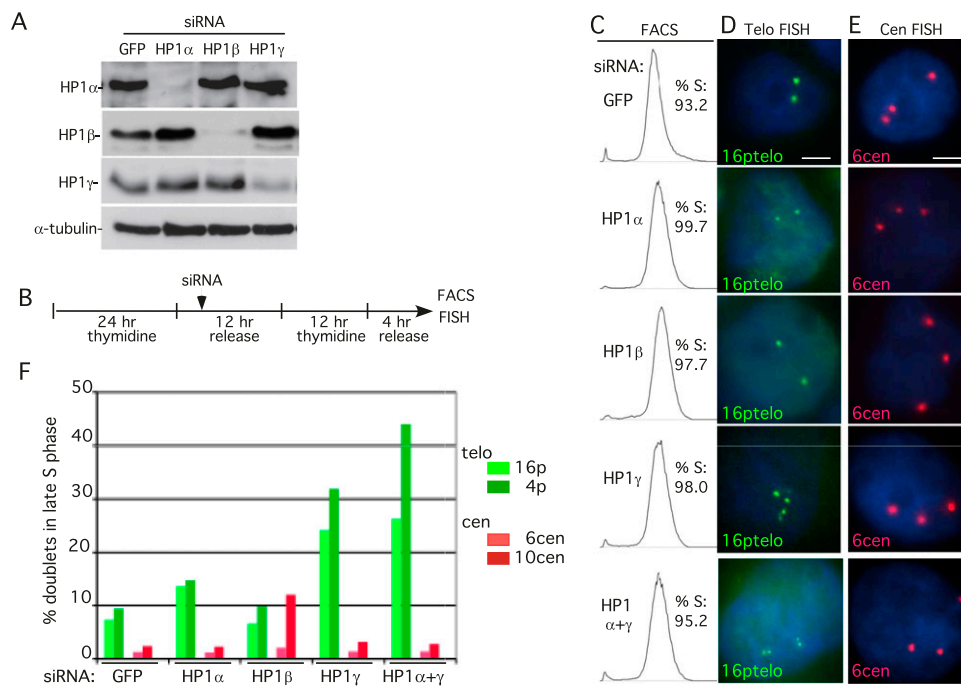 A
siRNA
GFP HP1α HP1β HP1γ
HP1α-
HP1β-
HP1γ-
α-tubulin-
B
siRNA
24 hr thymidine
12 hr release
12 hr thymidine
4 hr release
FACS
FISH
C
FACS
siRNA:
GFP
% S:
93.2
HP1α
% S:
99.7
HP1β
% S:
97.7
HP1γ
% S:
98.0
HP1
α+γ
% S:
95.2
D
Telo FISH
16ptelo
16ptelo
16ptelo
16ptelo
16ptelo
E
Cen FISH
6cen
6cen
6cen
6cen
6cen
F
% doublets in late S phase
50
40
30
20
10
0
telo
16p
4p
cen
6cen
10cen
siRNA: GFP HP1α HP1β HP1γ HP1α+γ